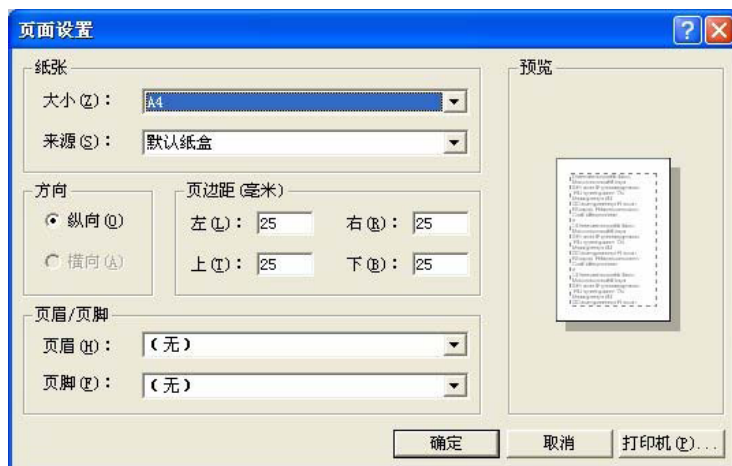 页面设置
纸张
大小(Z)：
A4
来源(S)：
默认纸盒
方向
纵向(O)
横向(A)
页边距(毫米)
左(L)： 25 右(R)： 25
上(T)： 25 下(B)： 25
页眉/页脚
页眉(H)： (无)
页脚(F)： (无)
预览
确定 取消 打印机(P)...